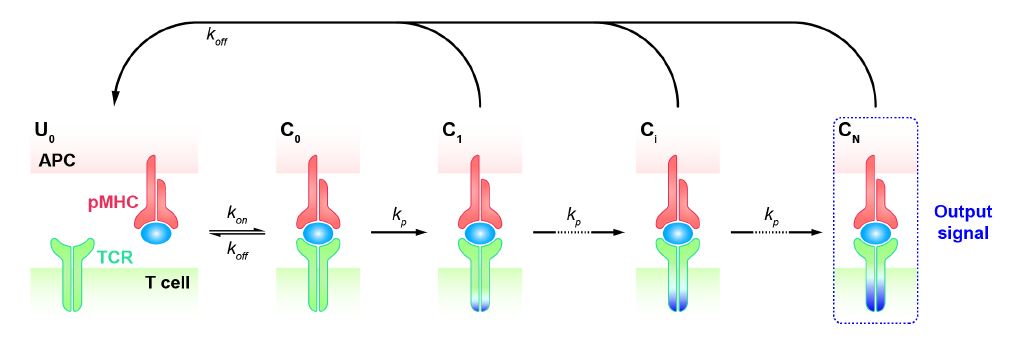 k_off
U_0
C_0
C_1
C_i
C_N
APC
pMHC
k_on
k_off
k_p
k_p
k_p
Output
signal
TCR
T cell